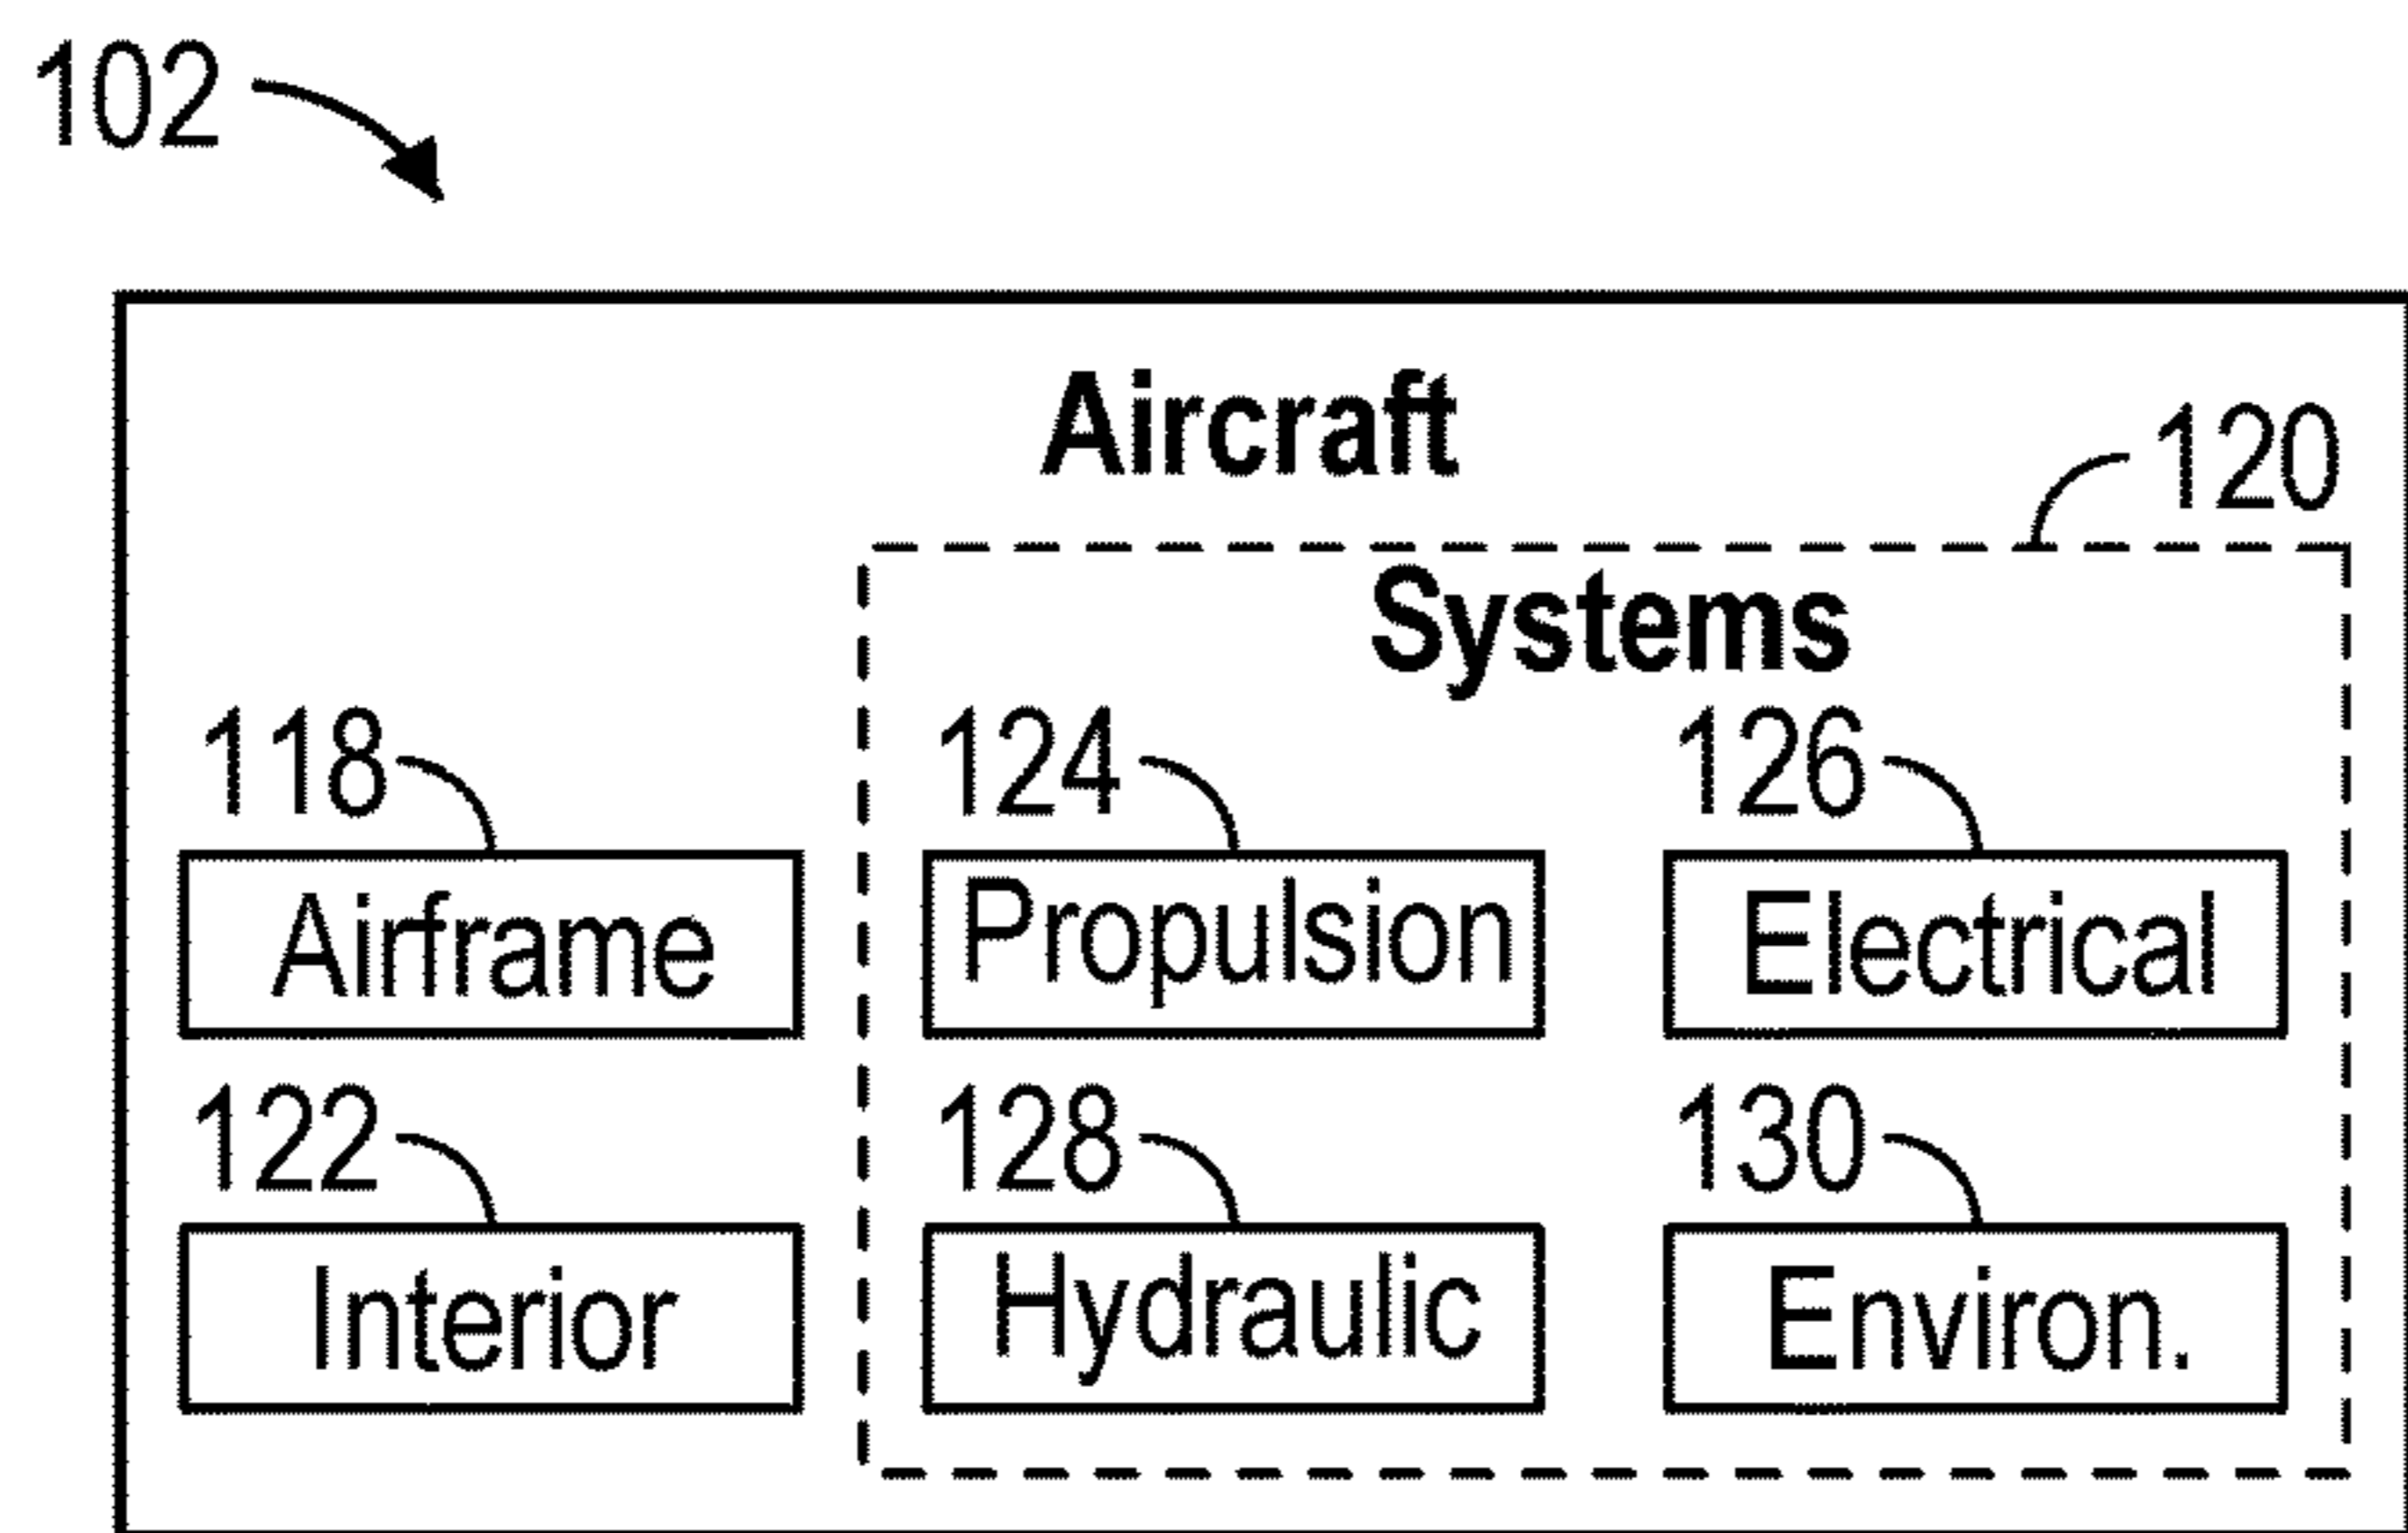 102
Aircraft
120
Systems
118 124 126
Airframe Propulsion Electrical
122 128 130
Interior Hydraulic Environ.